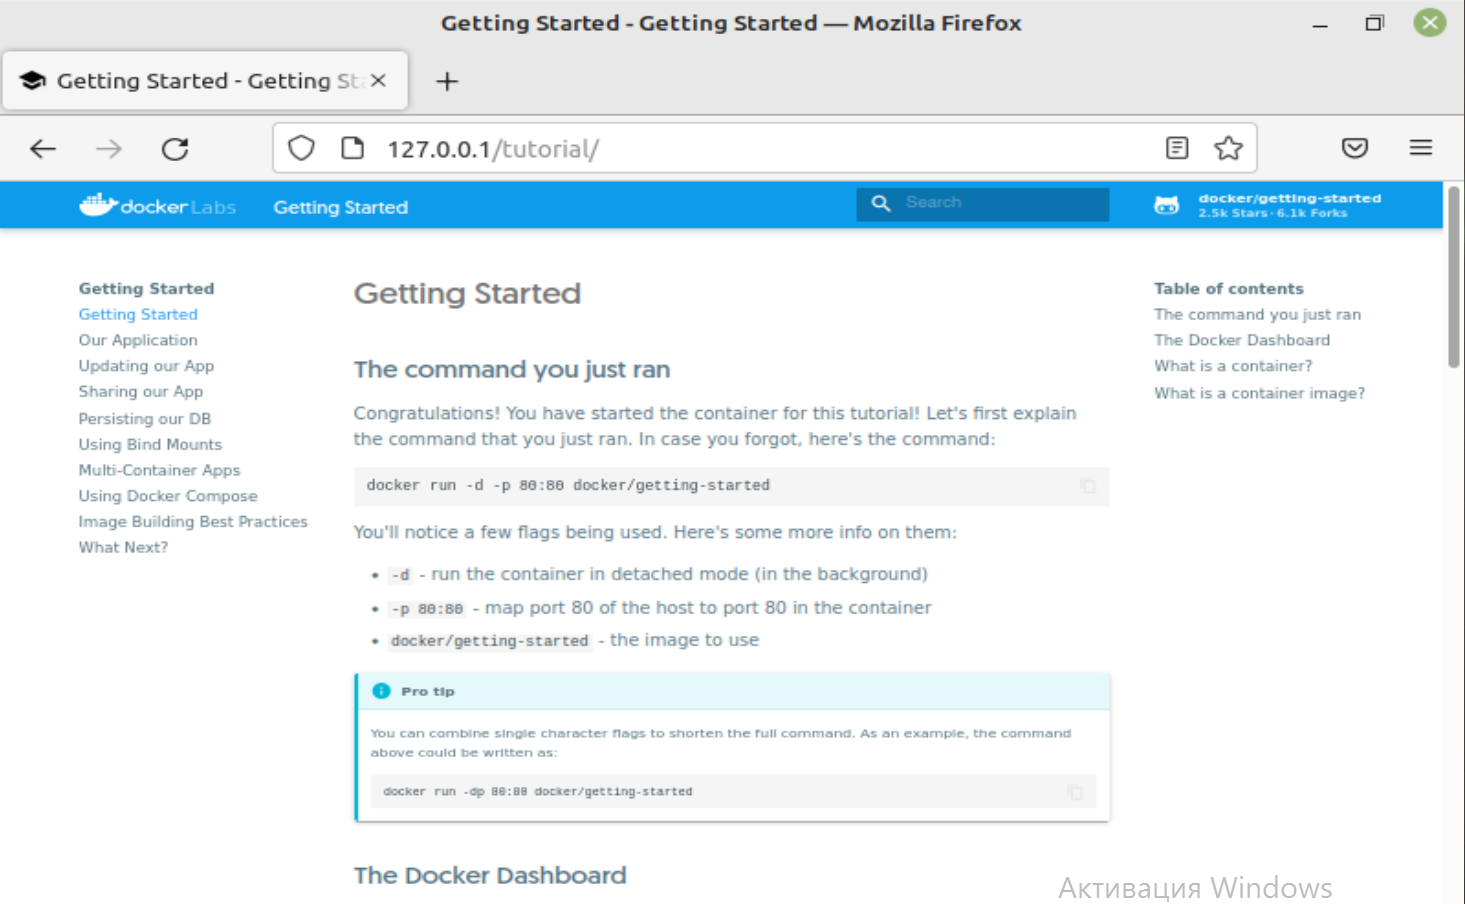 Getting Started - Getting Started — Mozilla Firefox
Getting Started - Getting Sta
127.0.0.1/tutorial/
docker Labs
Getting Started
Search
docker/getting-started
2.5k Stars · 6.1k Forks
Getting Started
Getting Started
Our Application
Updating our App
Sharing our App
Persisting our DB
Using Bind Mounts
Multi-Container Apps
Using Docker Compose
Image Building Best Practices
What Next?
Getting Started
The command you just ran
Congratulations! You have started the container for this tutorial! Let's first explain
the command that you just ran. In case you forgot, here's the command:
docker run -d -p 80:80 docker/getting-started
You'll notice a few flags being used. Here's some more info on them:
• -d - run the container in detached mode (in the background)
• -p 80:80 - map port 80 of the host to port 80 in the container
• docker/getting-started - the image to use
Pro tip
You can combine single character flags to shorten the full command. As an example, the command
above could be written as:
docker run -dp 80:80 docker/getting-started
The Docker Dashboard
Table of contents
The command you just ran
The Docker Dashboard
What is a container?
What is a container image?
Активация Windows